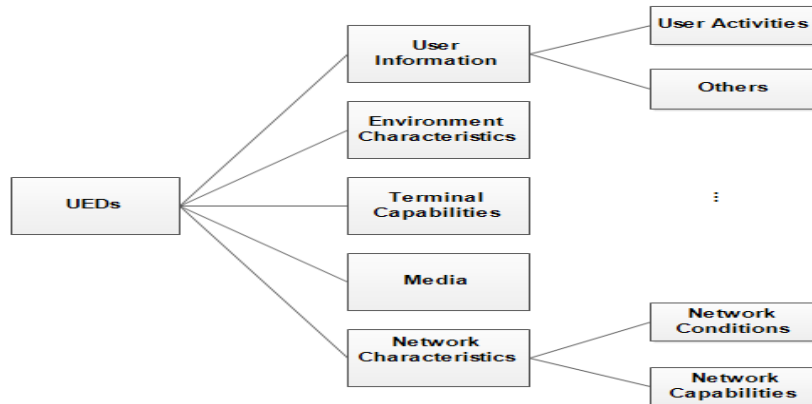 UEDs
User
Information
Environment
Characteristics
Terminal
Capabilities
Media
Network
Characteristics
User Activities
Others
...
Network
Conditions
Network
Capabilities